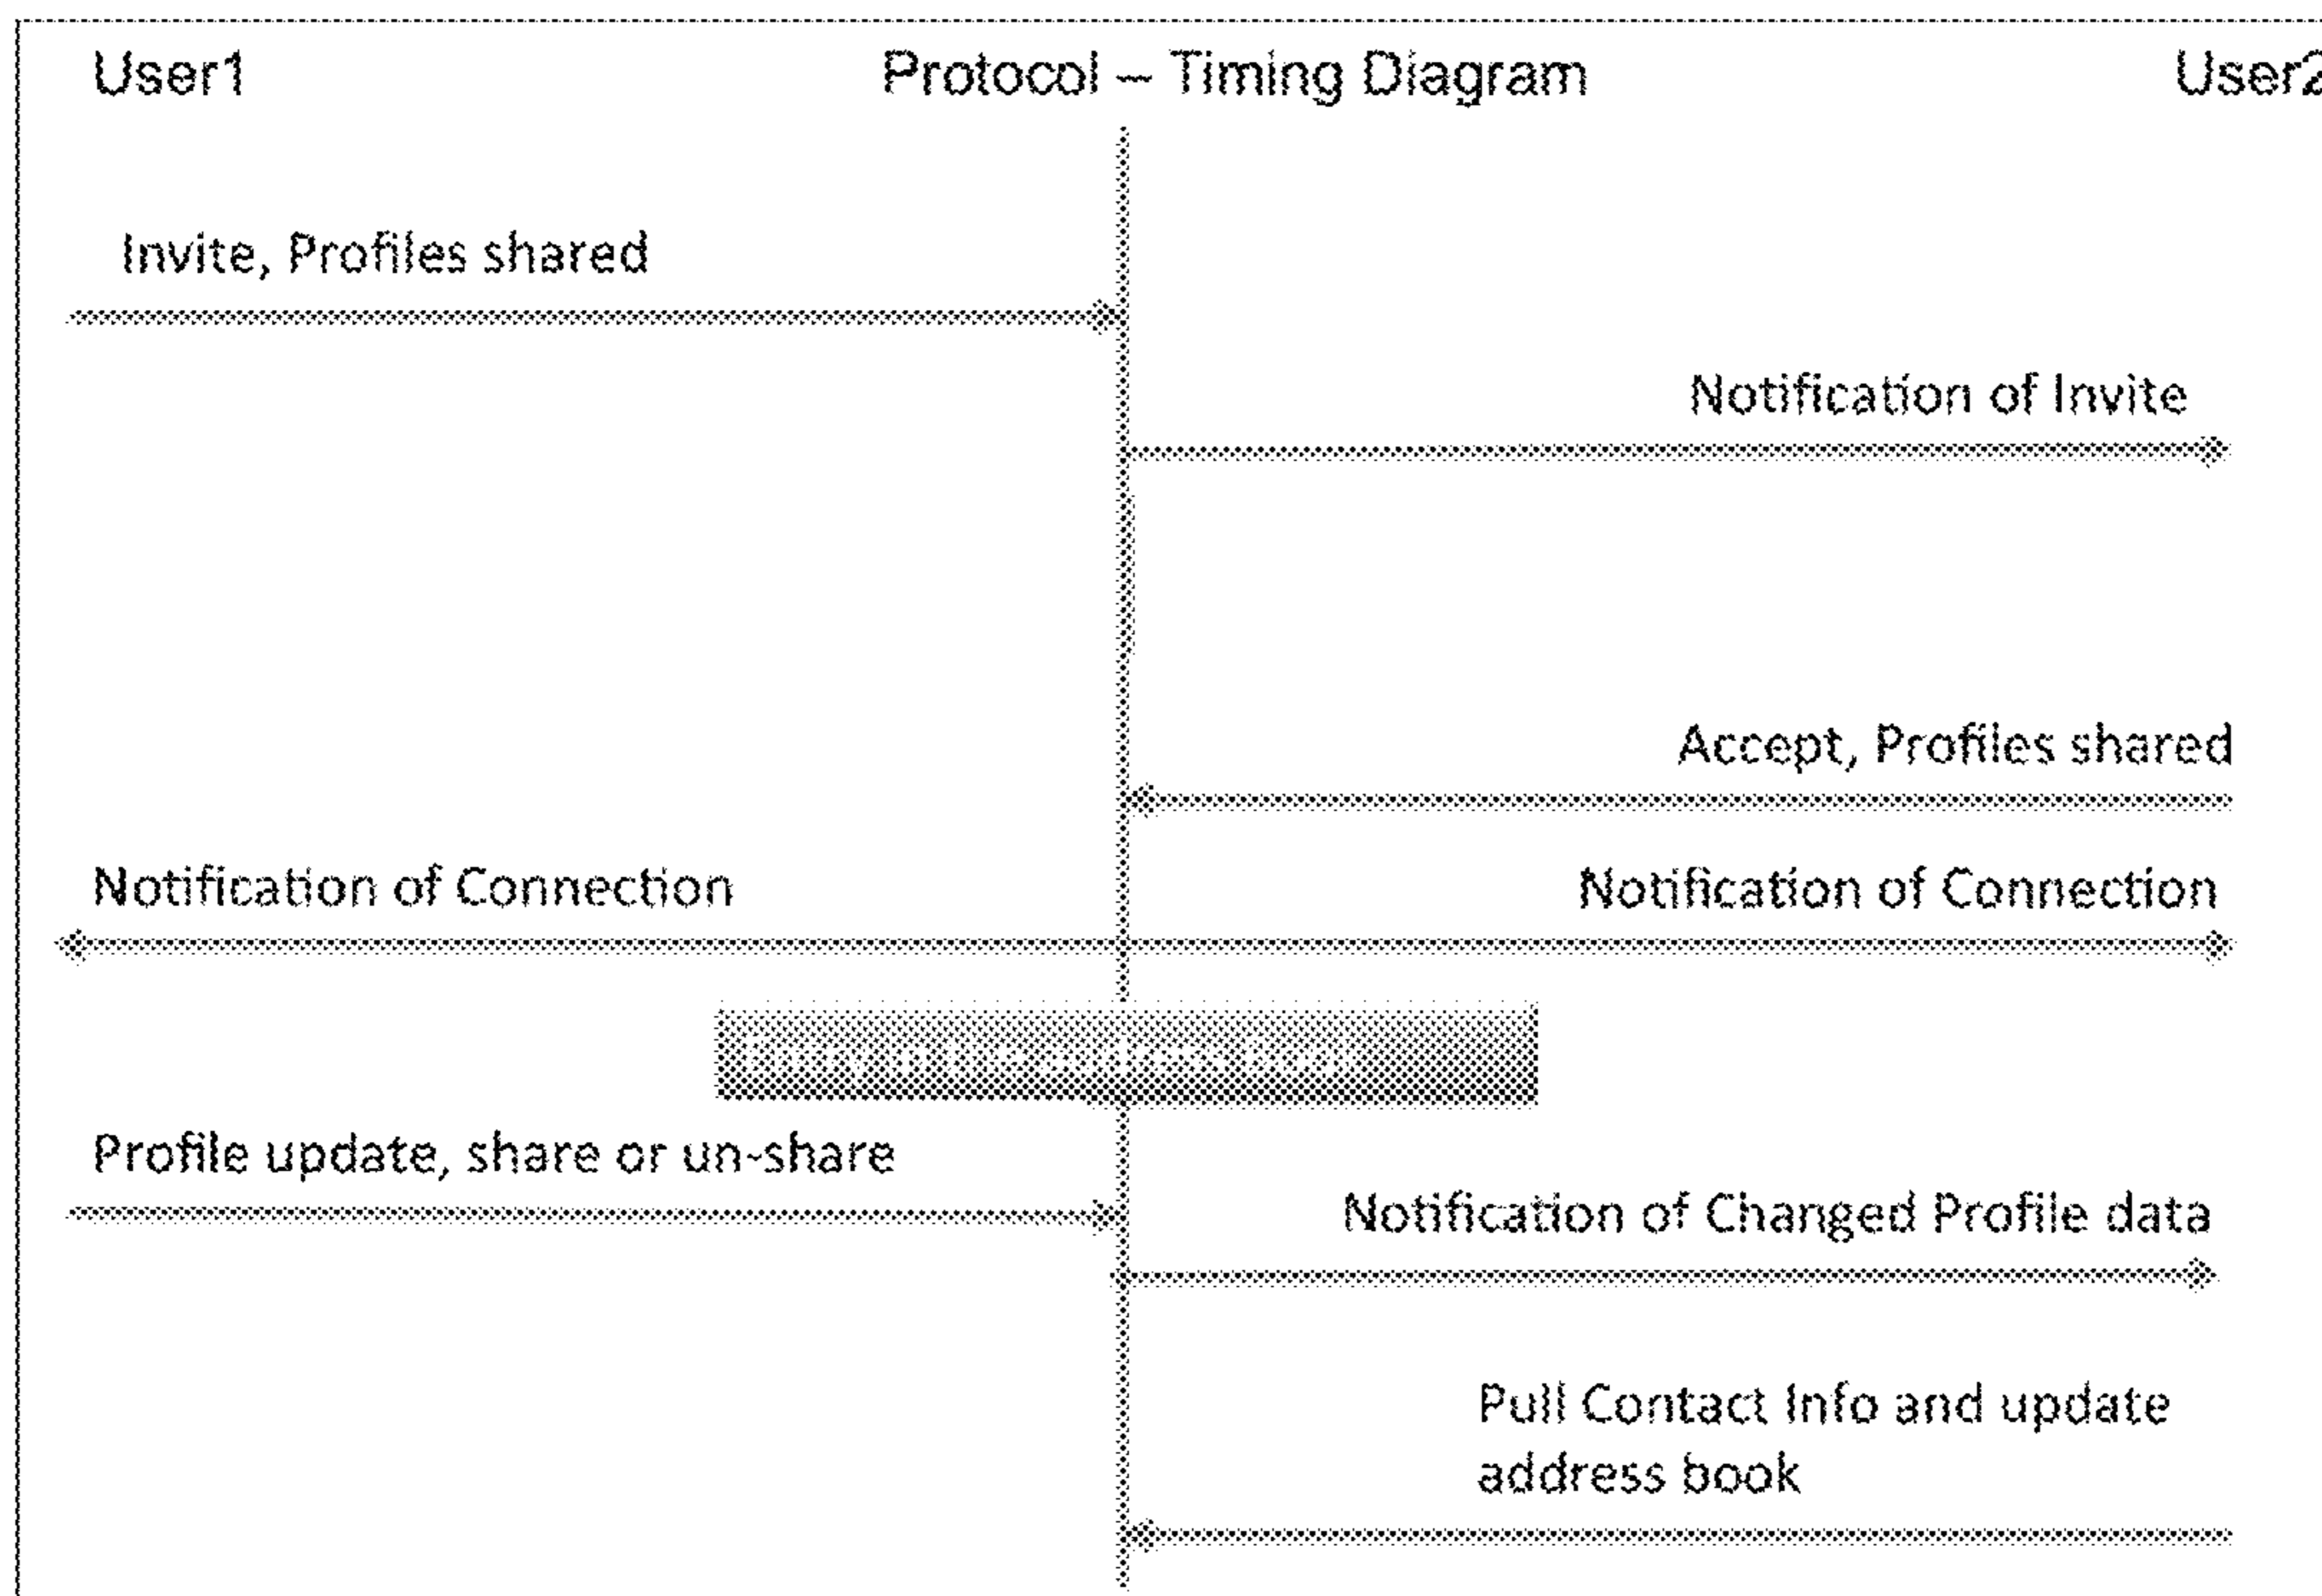 User1
Protocol – Timing Diagram
User2
Invite, Profiles shared
Notification of Invite
Accept, Profiles shared
Notification of Connection
Notification of Connection
Profile update, share or un-share
Notification of Changed Profile data
Pull Contact Info and update
address book